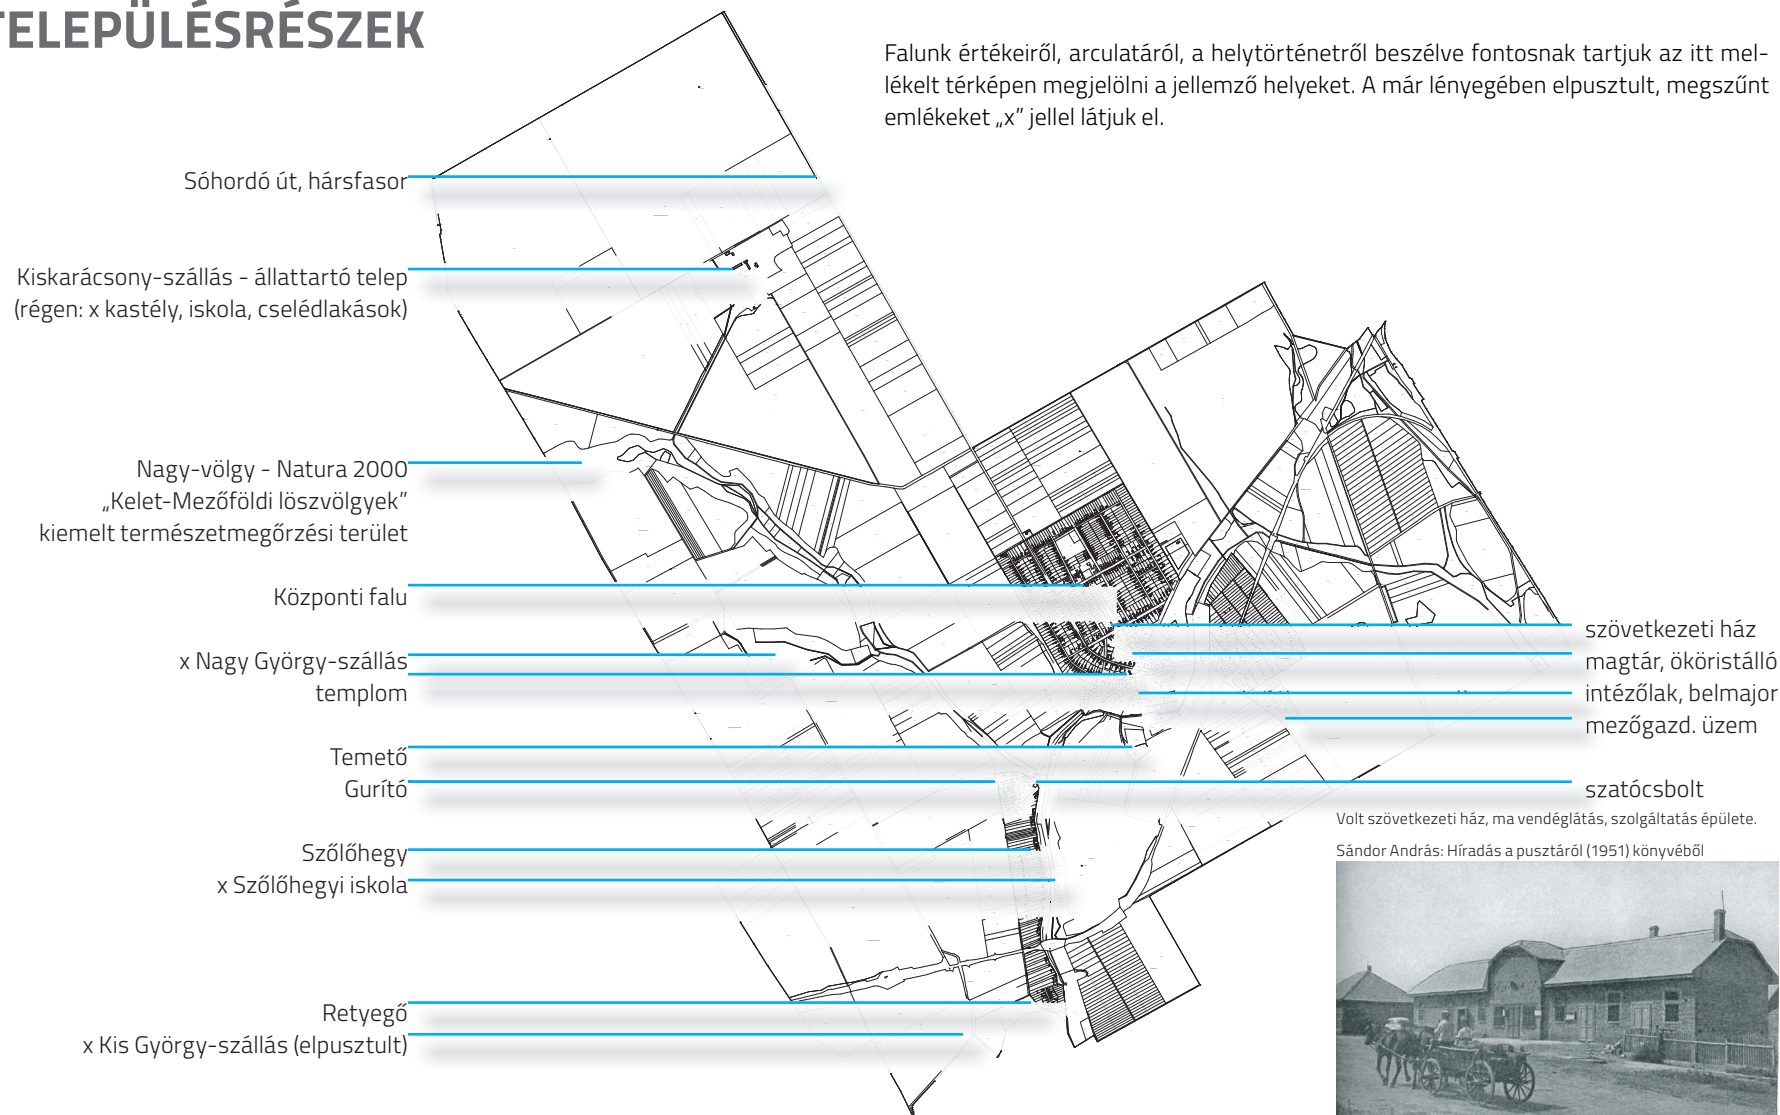 TELEPÜLÉSRÉSZEK
Falunk értékeiről, arculatáról, a helytörténetről beszélve fontosnak tartjuk az itt mel-
lékelt térképen megjelölni a jellemző helyeket. A már lényegében elpusztult, megszűnt
emlékeket „x” jellel látjuk el.
Sóhordó út, hársfasor
Kiskarácsony-szállás - állattartó telep
(régen: x kastély, iskola, cselédlakások)
Nagy-völgy - Natura 2000
„Kelet-Mezőföldi löszvölgyek”
kiemelt természetmegőrzési terület
Központi falu
x Nagy György-szállás
templom
Temető
Gurító
Szőlőhegy
x Szőlőhegyi iskola
Retyegő
x Kis György-szállás (elpusztult)
szövetkezeti ház
magtár, ököristálló
intézőlak, belmajor
mezőgazd. üzem
szatócsbolt
Volt szövetkezeti ház, ma vendéglátás, szolgáltatás épülete.
Sándor András: Híradás a pusztáról (1951) könyvéből